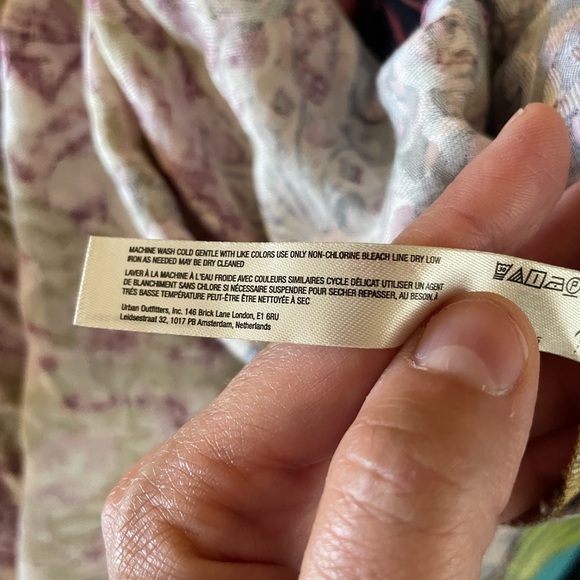 MACHINE WASH COLD GENTLE WITH LIKE COLORS USE ONLY NON-CHLORINE BLEACH LINE DRY LOW
IRON AS NEEDED MAY BE DRY CLEANED
LAVER À LA MACHINE À L'EAU FROIDE AVEC COULEURS SIMILAIRES CYCLE DÉLICAT UTILISER UN AGENT
DE BLANCHIMENT SANS CHLORE SI NÉCESSAIRE SUSPENDRE POUR SECHER REPASSER, AU BESOIN, À
TRÈS BASSE TEMPÉRATURE PEUT-ÊTRE ÊTRE NETTOYÉE À SEC
Urban Outfitters, Inc. 146 Brick Lane London, E1 6RU
Leidsestraat 32, 1017 PB Amsterdam, Netherlands